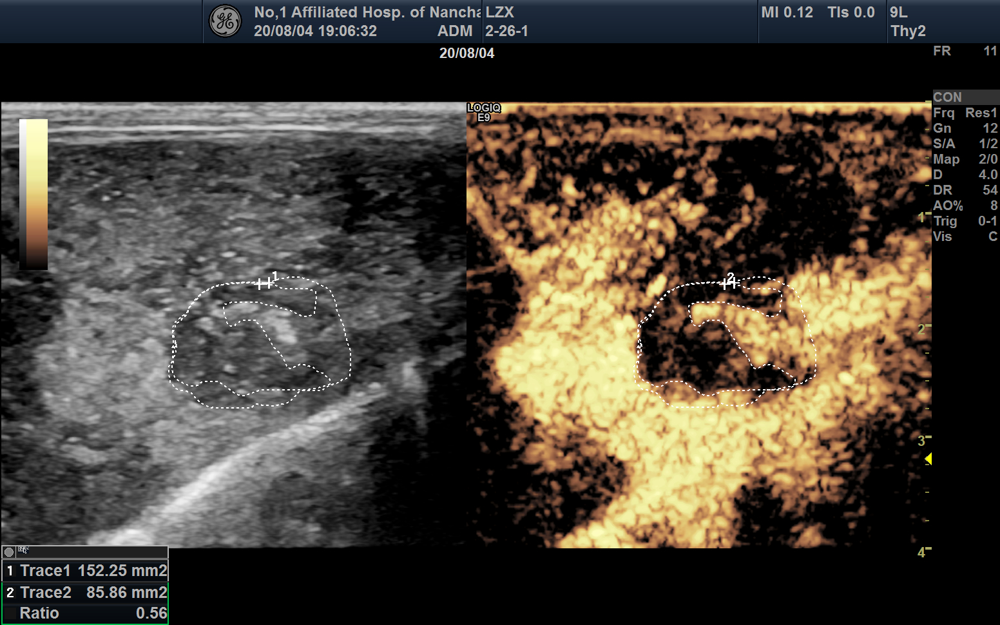 No,1 Affiliated Hosp. of Nancha
20/08/04 19:06:32 ADM
LZX
2-26-1
MI 0.12 TIs 0.0
9L
Thy2
20/08/04
FR 11
CON
Frq Res1
Gn 12
S/A 1/2
Map 2/0
D 4.0
DR 54
AO% 8
Trig 0-1
Vis C
LOGIQ
E9
1
2
1
2
3
4
1 Trace1 152.25 mm2
2 Trace2 85.86 mm2
Ratio 0.56